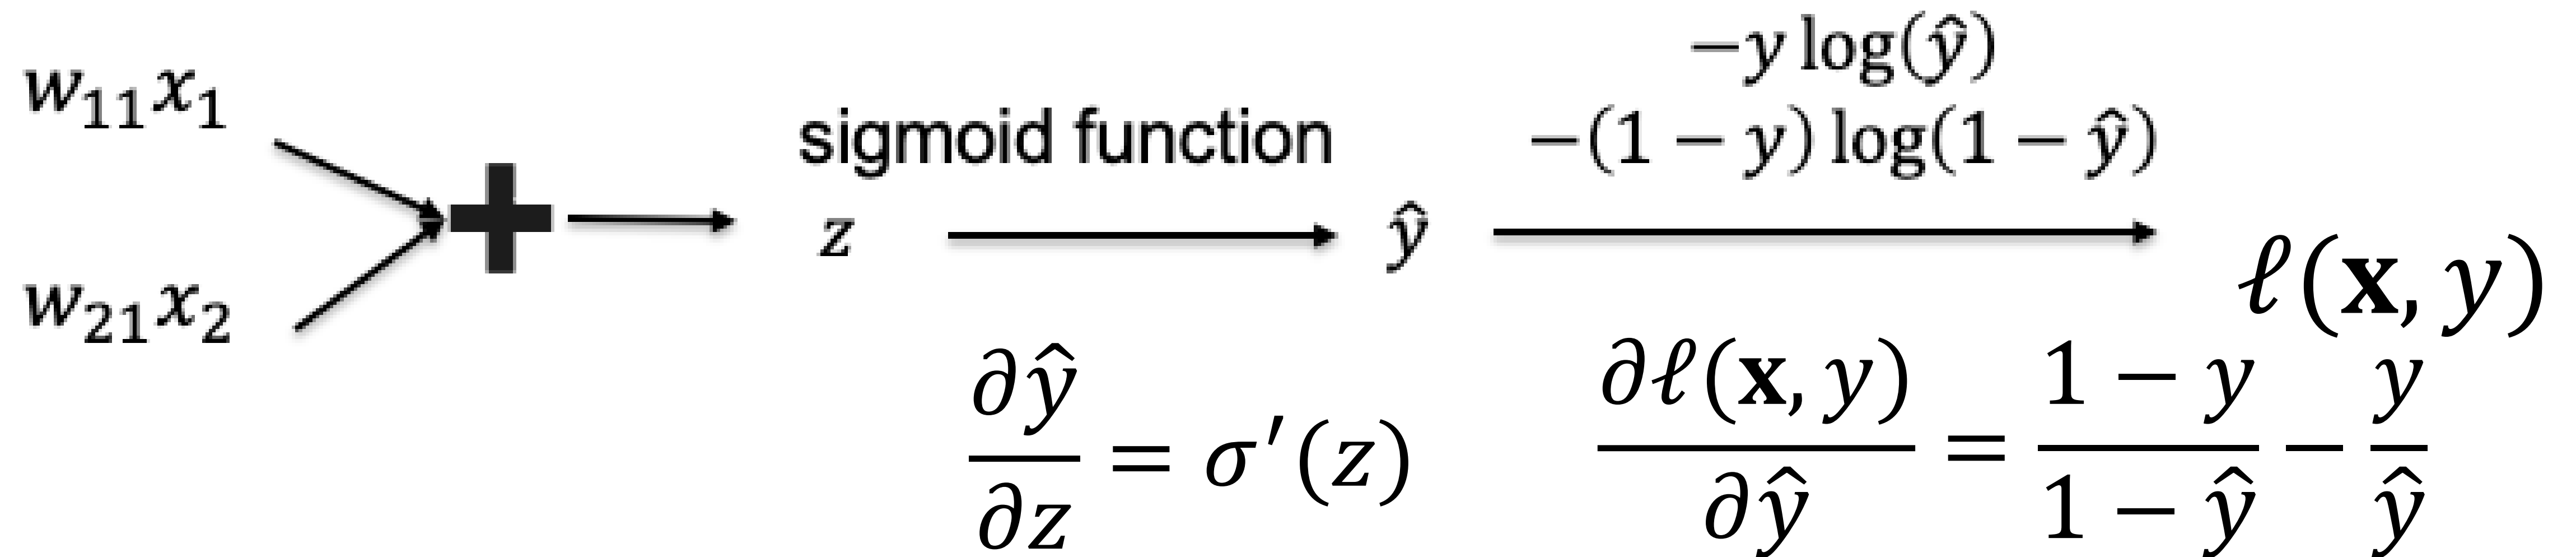 w₁₁x₁
w₂₁x₂
+
z
sigmoid function
ŷ
−y log(ŷ)
−(1 − y) log(1 − ŷ)
ℓ(𝐱, y)
∂ŷ/∂z = σ′(z)
∂ℓ(𝐱, y)/∂ŷ = (1 − y)/(1 − ŷ) − y/ŷ